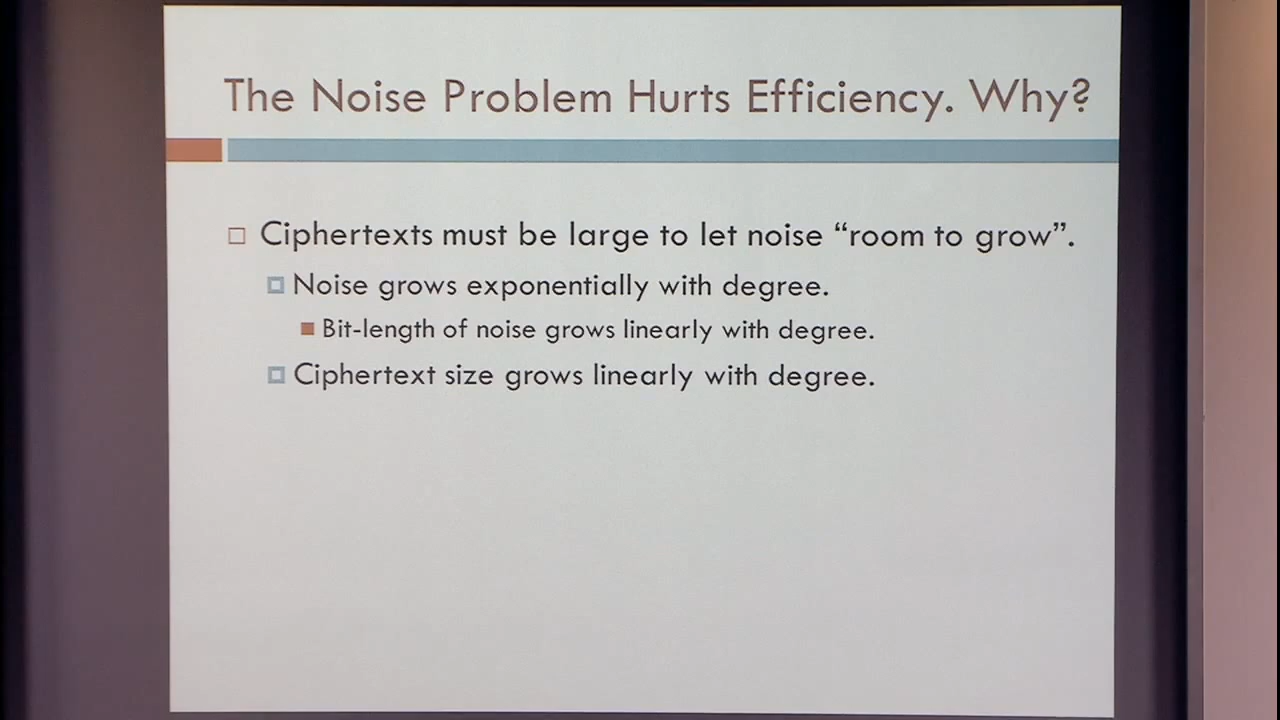 The Noise Problem Hurts Efficiency. Why?
Ciphertexts must be large to let noise “room to grow”.
Noise grows exponentially with degree.
Bit-length of noise grows linearly with degree.
Ciphertext size grows linearly with degree.